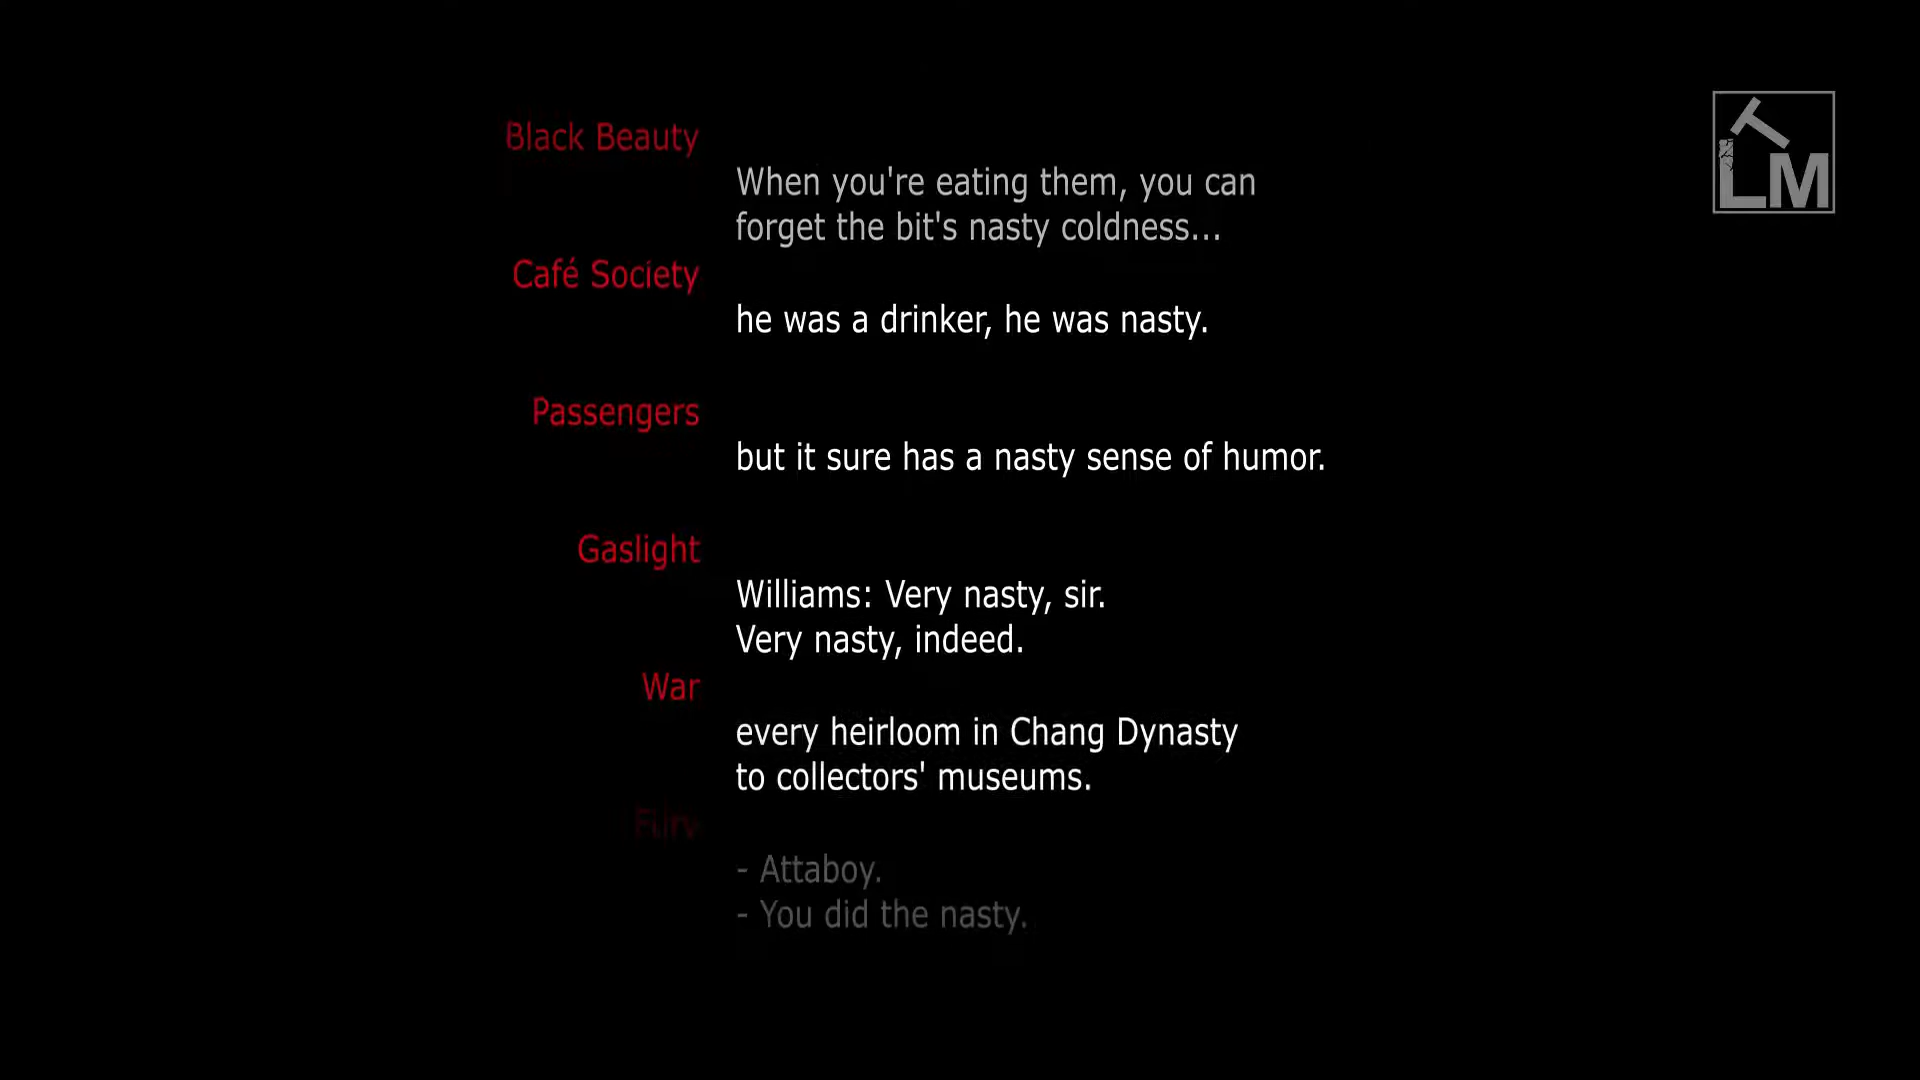 Black Beauty
When you're eating them, you can
forget the bit's nasty coldness...
Café Society
he was a drinker, he was nasty.
Passengers
but it sure has a nasty sense of humor.
Gaslight
Williams: Very nasty, sir.
Very nasty, indeed.
War
every heirloom in Chang Dynasty
to collectors' museums.
Fury
- Attaboy.
- You did the nasty.
LTM